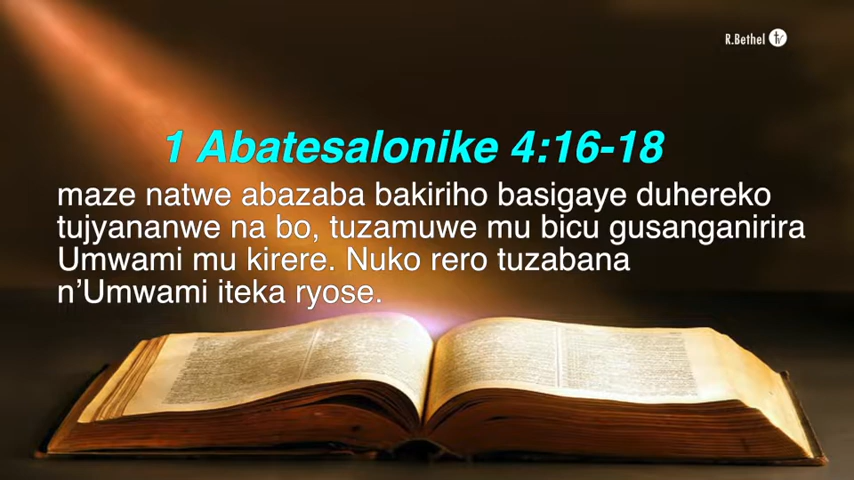 R.Bethel tv
1 Abatesalonike 4:16-18
maze natwe abazaba bakiriho basigaye duhereko
tujyananwe na bo, tuzamuwe mu bicu gusanganirira
Umwami mu kirere. Nuko rero tuzabana
n’Umwami iteka ryose.